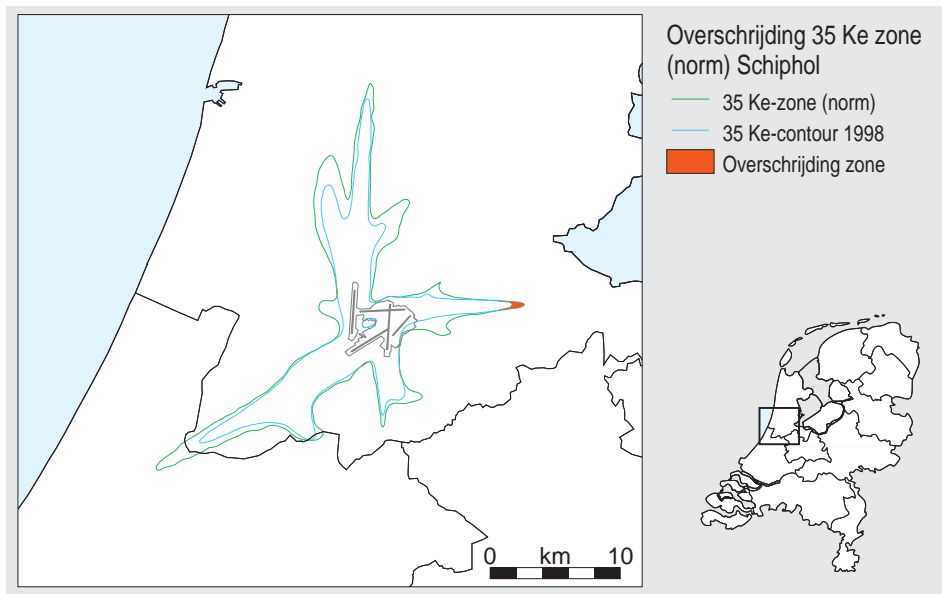 Overschrijding 35 Ke zone
(norm) Schiphol
35 Ke-zone (norm)
35 Ke-contour 1998
Overschrijding zone
0 km 10